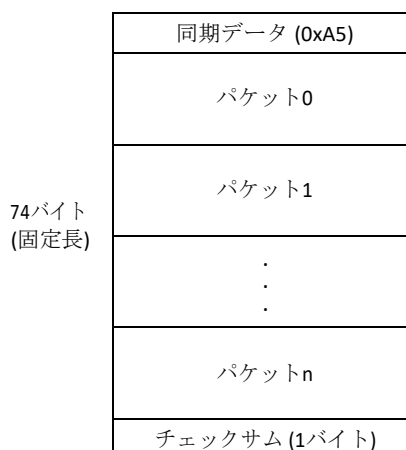 同期データ (0xA5)
パケット0
パケット1
74バイト
(固定長)
.
.
.
パケットn
チェックサム (1バイト)